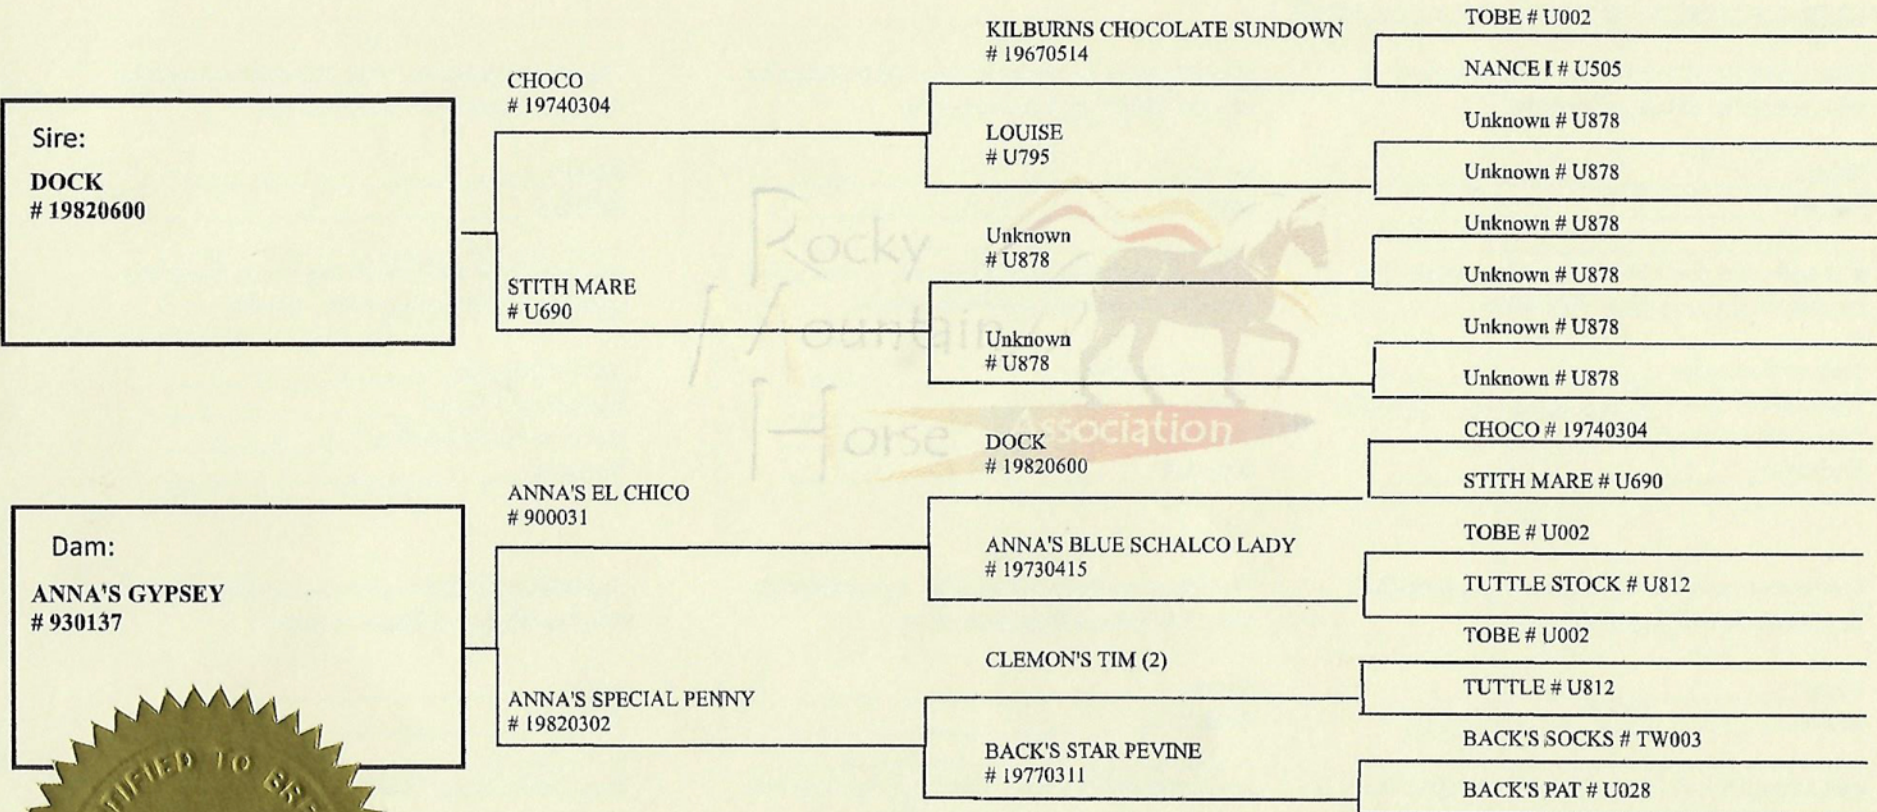 Sire:
DOCK
# 19820600
CHOCO
# 19740304
STITH MARE
# U690
KILBURNS CHOCOLATE SUNDOWN
# 19670514
LOUISE
# U795
Unknown
# U878
Unknown
# U878
TOBE # U002
NANCE I # U505
Unknown # U878
Unknown # U878
Unknown # U878
Unknown # U878
Unknown # U878
Unknown # U878
Rocky
Mountain
Horse Association
Dam:
ANNA'S GYPSEY
# 930137
ANNA'S EL CHICO
# 900031
ANNA'S SPECIAL PENNY
# 19820302
DOCK
# 19820600
ANNA'S BLUE SCHALCO LADY
# 19730415
CLEMON'S TIM (2)
BACK'S STAR PEVINE
# 19770311
CHOCO # 19740304
STITH MARE # U690
TOBE # U002
TUTTLE STOCK # U812
TOBE # U002
TUTTLE # U812
BACK'S SOCKS # TW003
BACK'S PAT # U028
TO